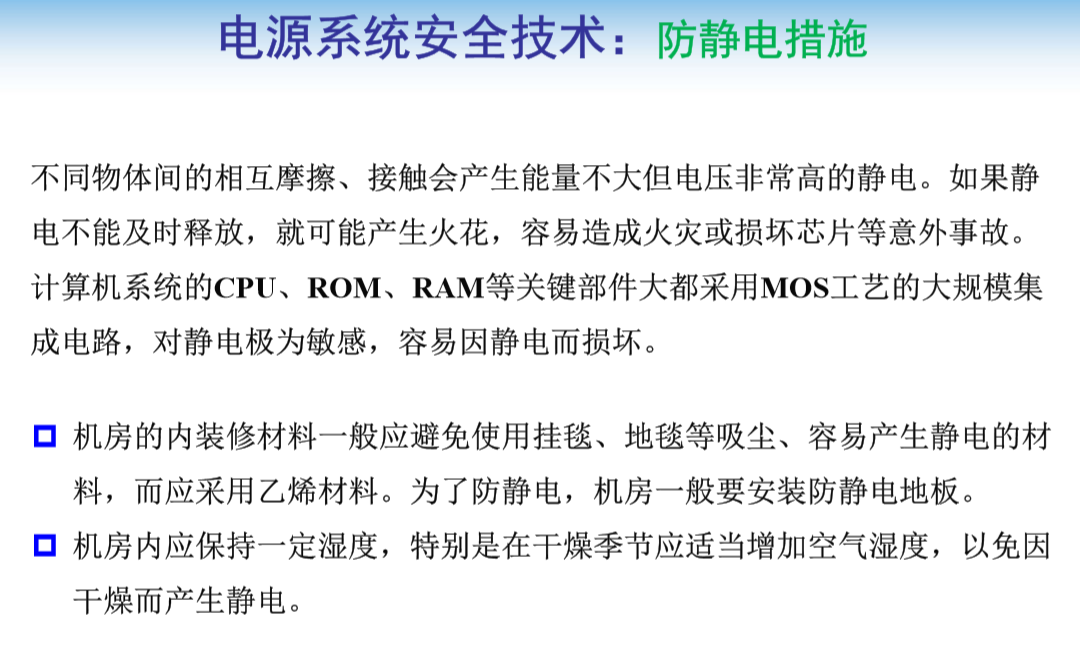 电源系统安全技术：防静电措施
不同物体间的相互摩擦、接触会产生能量不大但电压非常高的静电。如果静
电不能及时释放，就可能产生火花，容易造成火灾或损坏芯片等意外事故。
计算机系统的CPU、ROM、RAM等关键部件大都采用MOS工艺的大规模集
成电路，对静电极为敏感，容易因静电而损坏。
机房的内装修材料一般应避免使用挂毯、地毯等吸尘、容易产生静电的材
料，而应采用乙烯材料。为了防静电，机房一般要安装防静电地板。
机房内应保持一定湿度，特别是在干燥季节应适当增加空气湿度，以免因
干燥而产生静电。